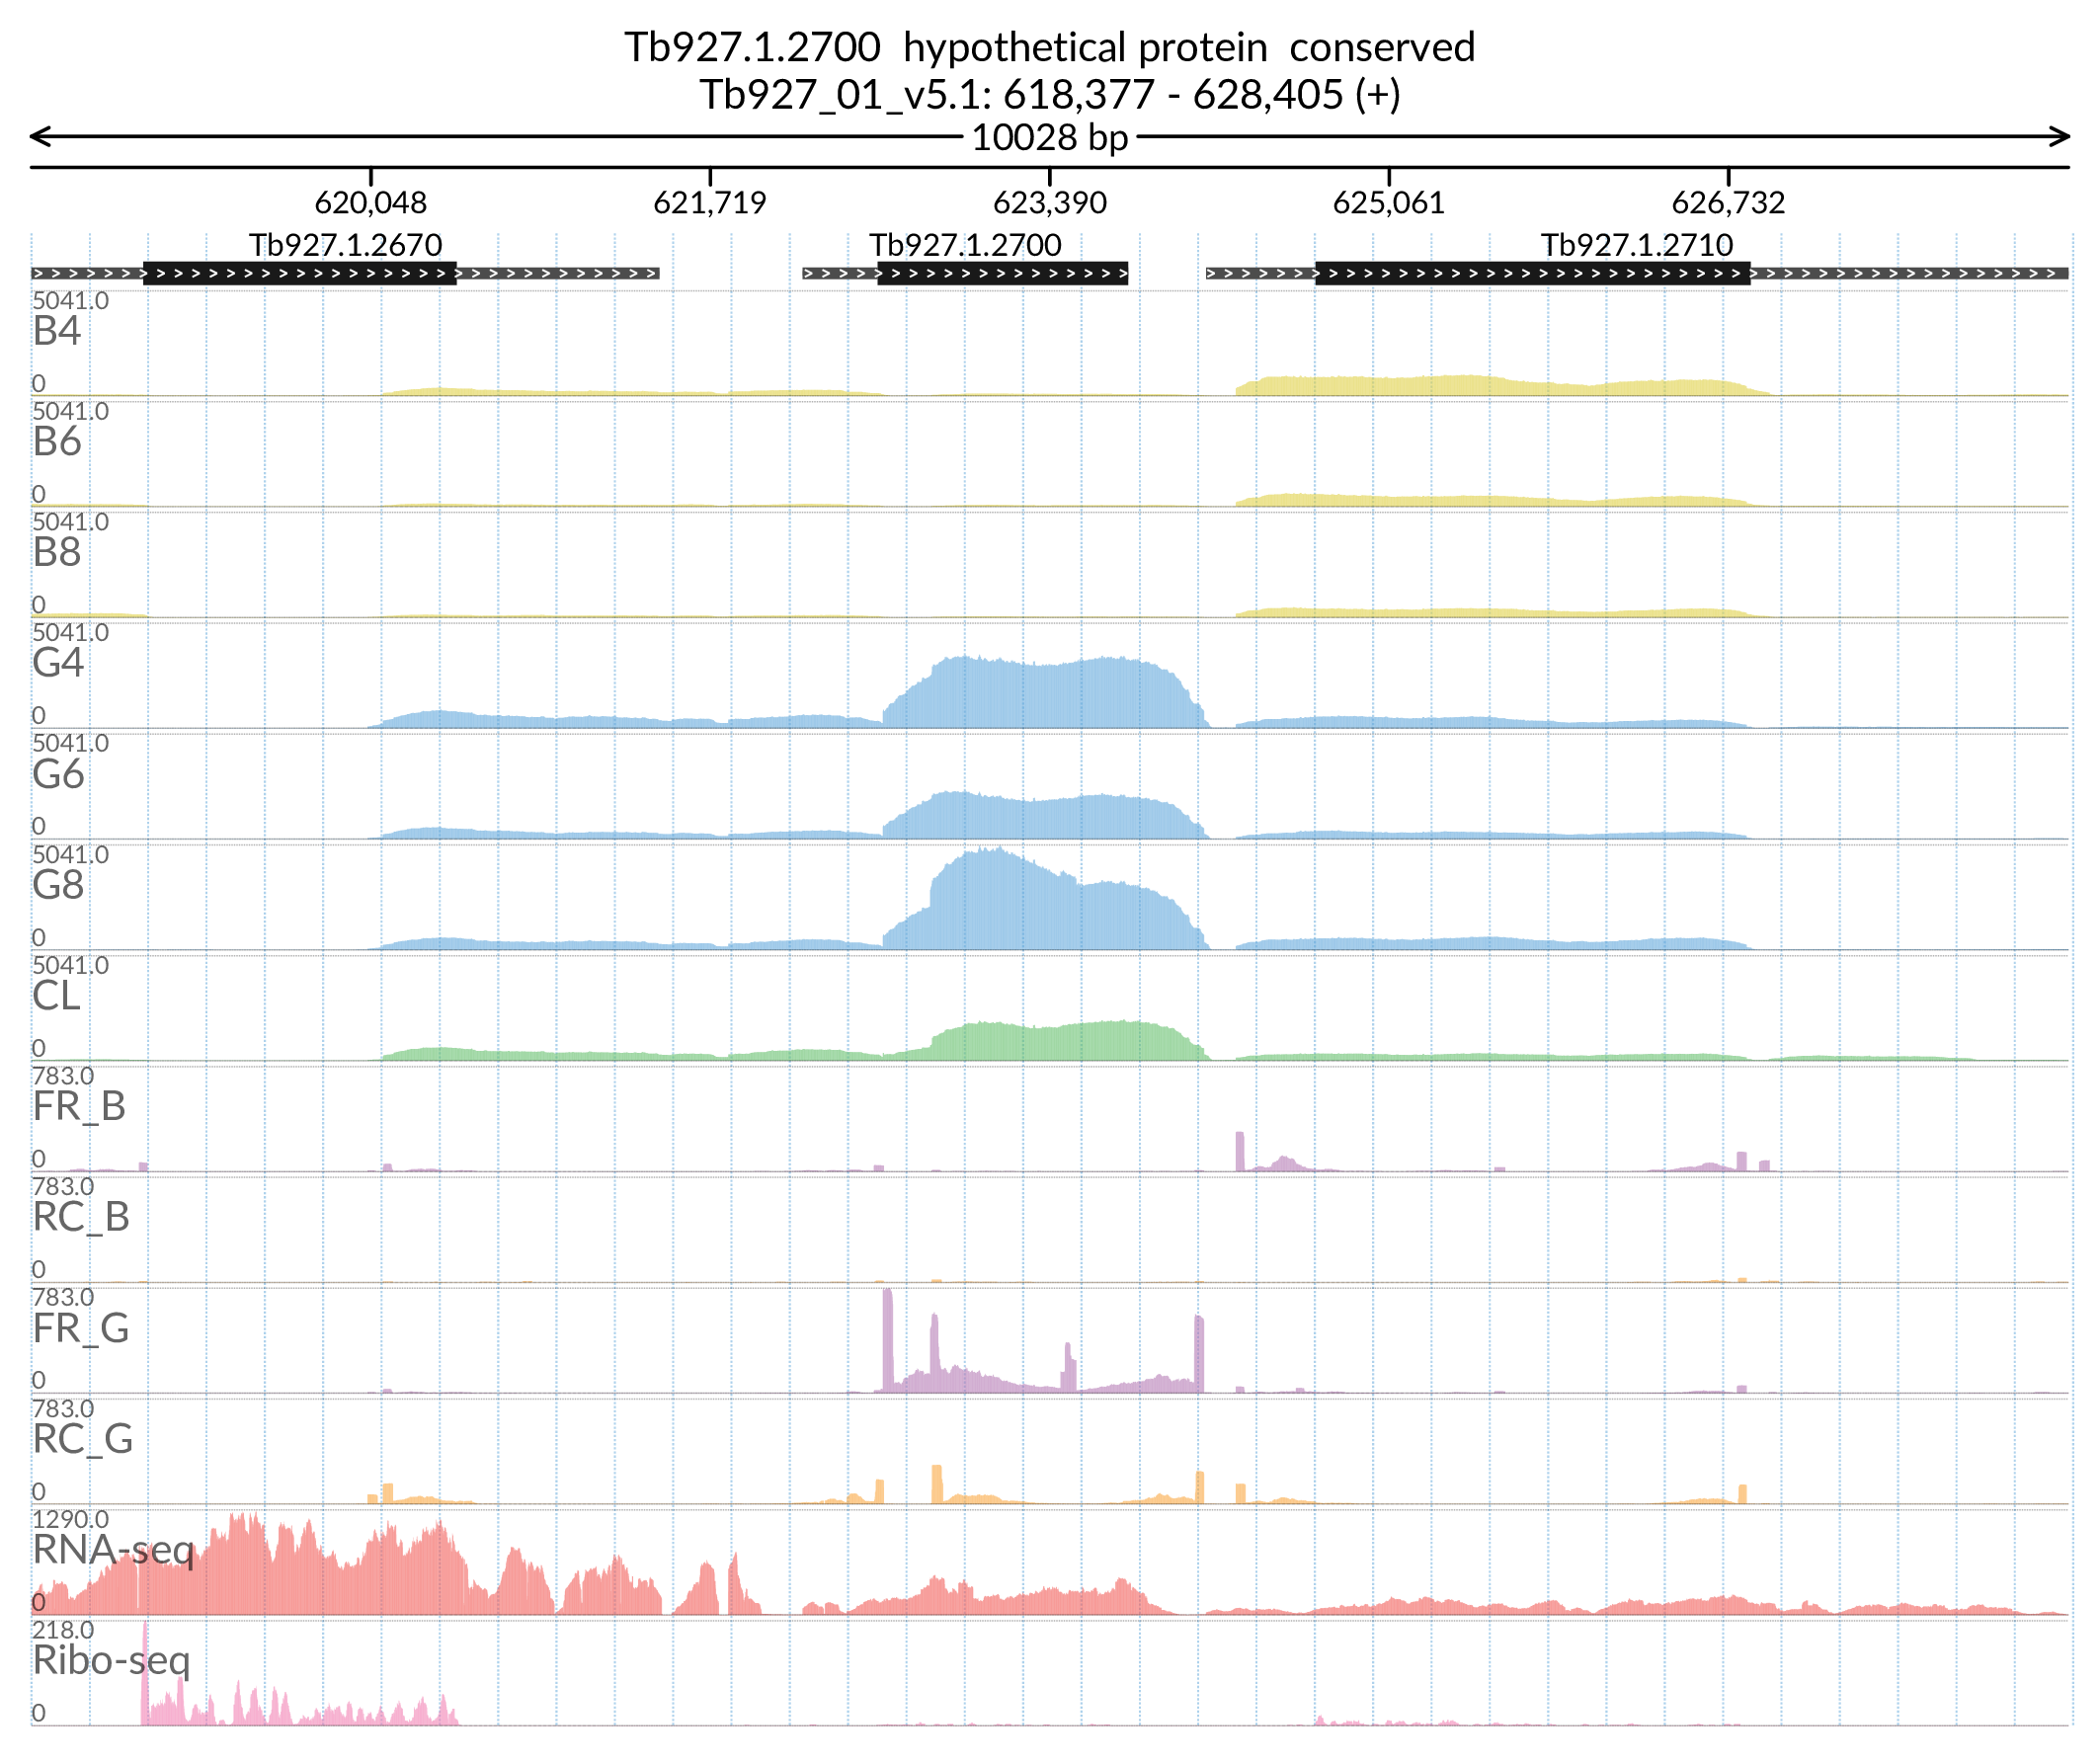 Tb927.1.2700 hypothetical protein conserved
Tb927_01_v5.1: 618,377 - 628,405 (+)
10028 bp
620,048 621,719 623,390 625,061 626,732
Tb927.1.2670 Tb927.1.2700 Tb927.1.2710
5041.0
B4
0
5041.0
B6
0
5041.0
B8
0
5041.0
G4
0
5041.0
G6
0
5041.0
G8
0
5041.0
CL
0
783.0
FR_B
0
783.0
RC_B
0
783.0
FR_G
0
783.0
RC_G
0
1290.0
RNA-seq
0
218.0
Ribo-seq
0